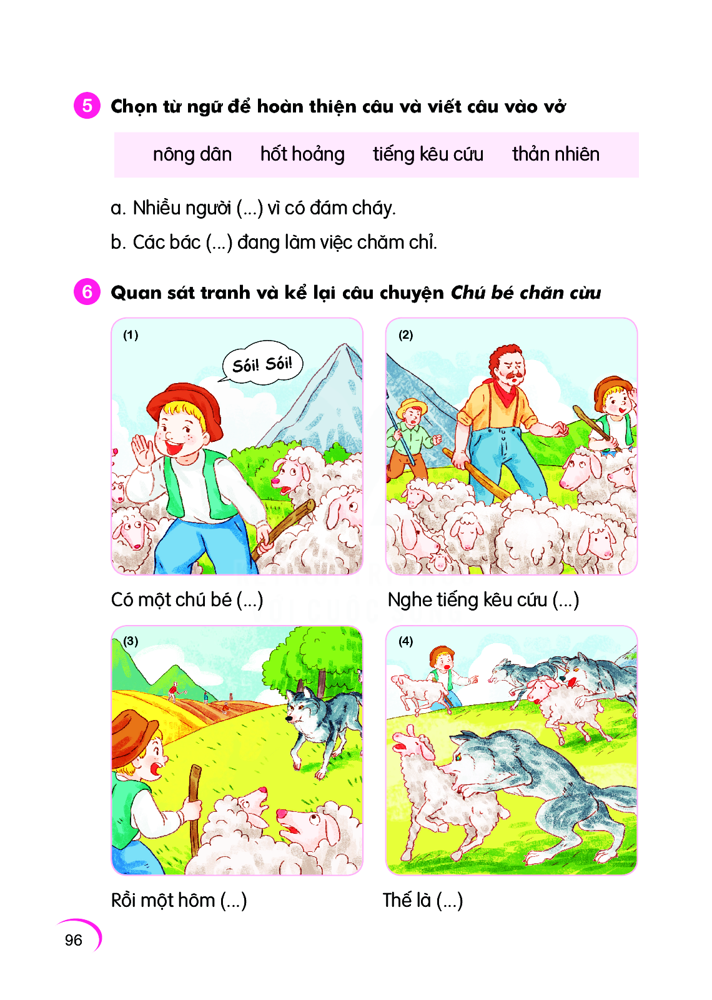 5 Chọn từ ngữ để hoàn thiện câu và viết câu vào vở
nông dân hốt hoảng tiếng kêu cứu thản nhiên
a. Nhiều người (...) vì có đám cháy.
b. Các bác (...) đang làm việc chăm chỉ.
6 Quan sát tranh và kể lại câu chuyện Chú bé chăn cừu
(1)
Sói! Sói!
(2)
Có một chú bé (...)
Nghe tiếng kêu cứu (...)
(3)
(4)
Rồi một hôm (...)
Thế là (...)
96